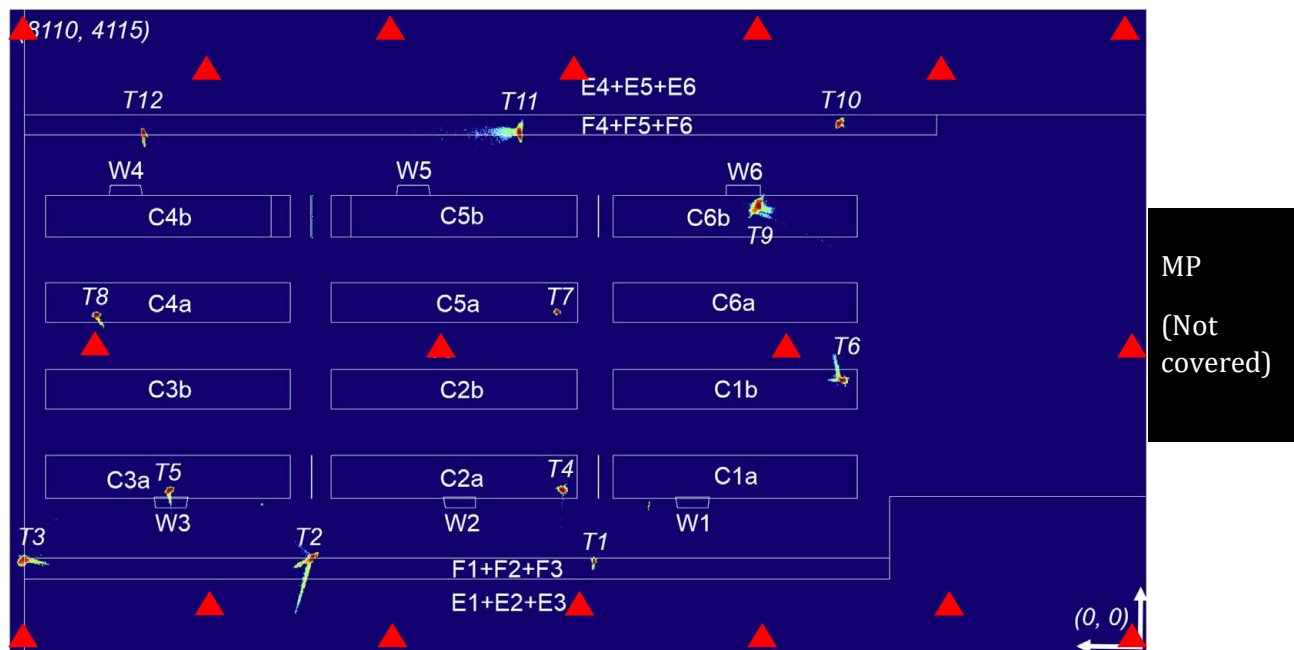 (8110, 4115)
E4+E5+E6
T12
T11
T10
F4+F5+F6
W4
W5
W6
C4b
C5b
C6b
T9
T8
C4a
C5a
T7
C6a
MP
(Not
covered)
T6
C3b
C2b
C1b
C3a
T5
C2a
T4
C1a
W3
W2
W1
T3
T2
T1
F1+F2+F3
E1+E2+E3
(0, 0)